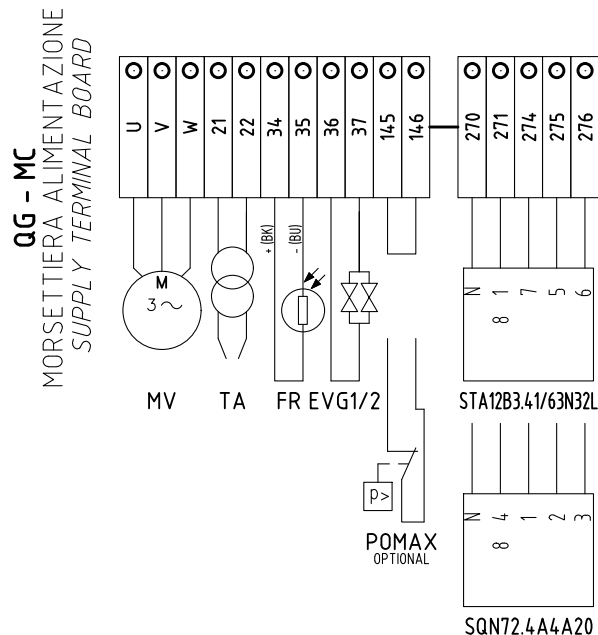 QG - MC
MORSETTIERA ALIMENTAZIONE
SUPPLY TERMINAL BOARD
U V W 21 22 34 35 36 37 145 146 270 271 274 275 276
+ (BK)
- (BU)
M
3~
N 1 7 5 6
8
MV TA FR EVG1/2 STA12B3.41/63N32L
P>
POMAX
OPTIONAL
N 4 1 2 3
8
SQN72.4A4A20